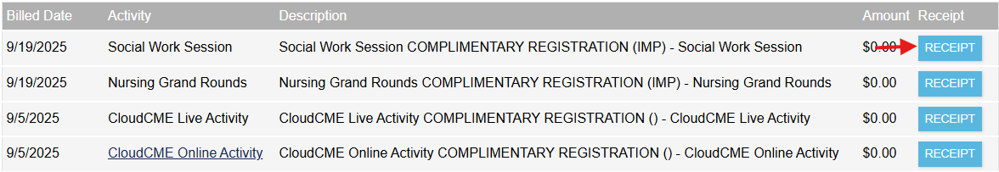 Billed Date Activity Description Amount Receipt
9/19/2025 Social Work Session Social Work Session COMPLIMENTARY REGISTRATION (IMP) - Social Work Session $0.00 RECEIPT
9/19/2025 Nursing Grand Rounds Nursing Grand Rounds COMPLIMENTARY REGISTRATION (IMP) - Nursing Grand Rounds $0.00 RECEIPT
9/5/2025 CloudCME Live Activity CloudCME Live Activity COMPLIMENTARY REGISTRATION () - CloudCME Live Activity $0.00 RECEIPT
9/5/2025 CloudCME Online Activity CloudCME Online Activity COMPLIMENTARY REGISTRATION () - CloudCME Online Activity $0.00 RECEIPT